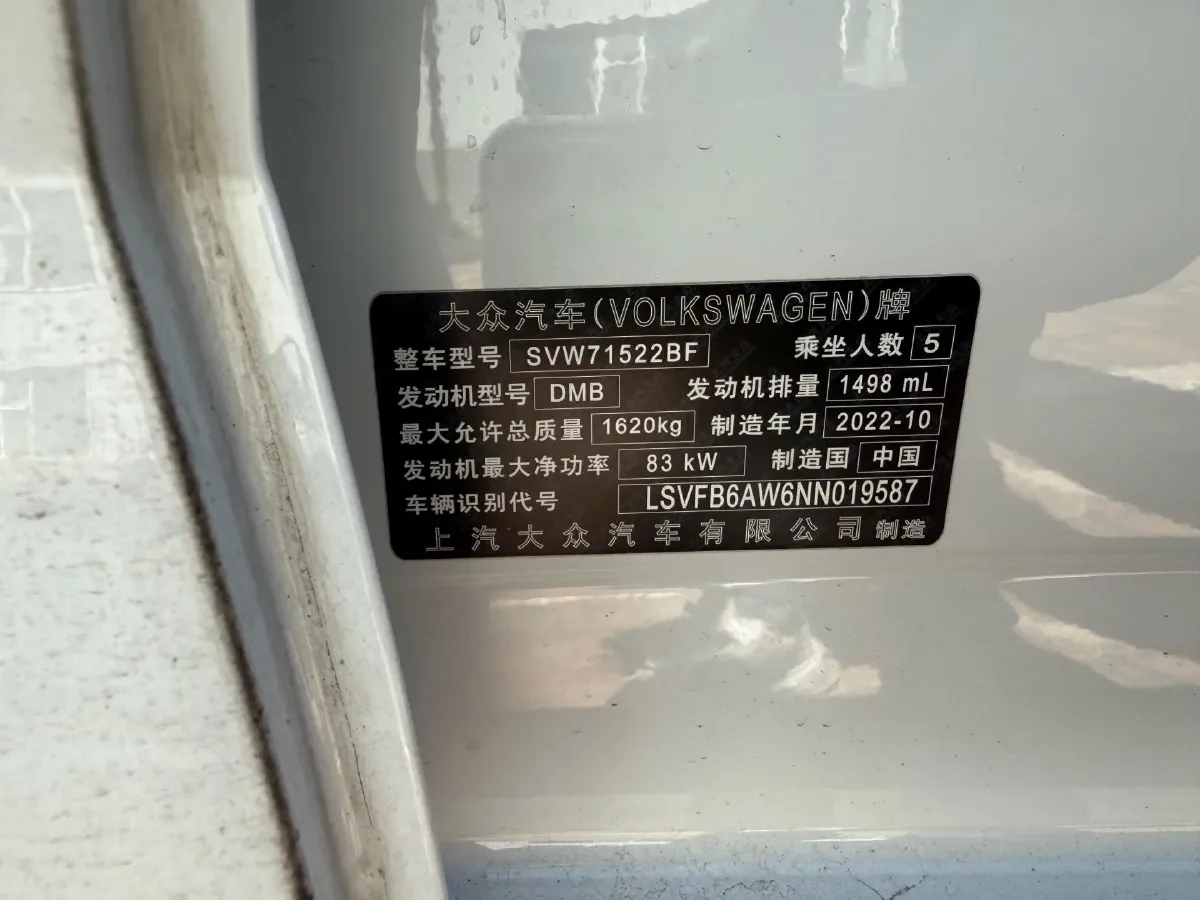 大众汽车(VOLKSWAGEN)牌
整车型号 SVW71522BF 乘坐人数 5
发动机型号 DMB 发动机排量 1498 mL
最大允许总质量 1620kg 制造年月 2022-10
发动机最大净功率 83 kW 制造国 中国
车辆识别代号 LSVFB6AW6NN019587
上汽大众汽车有限公司制造